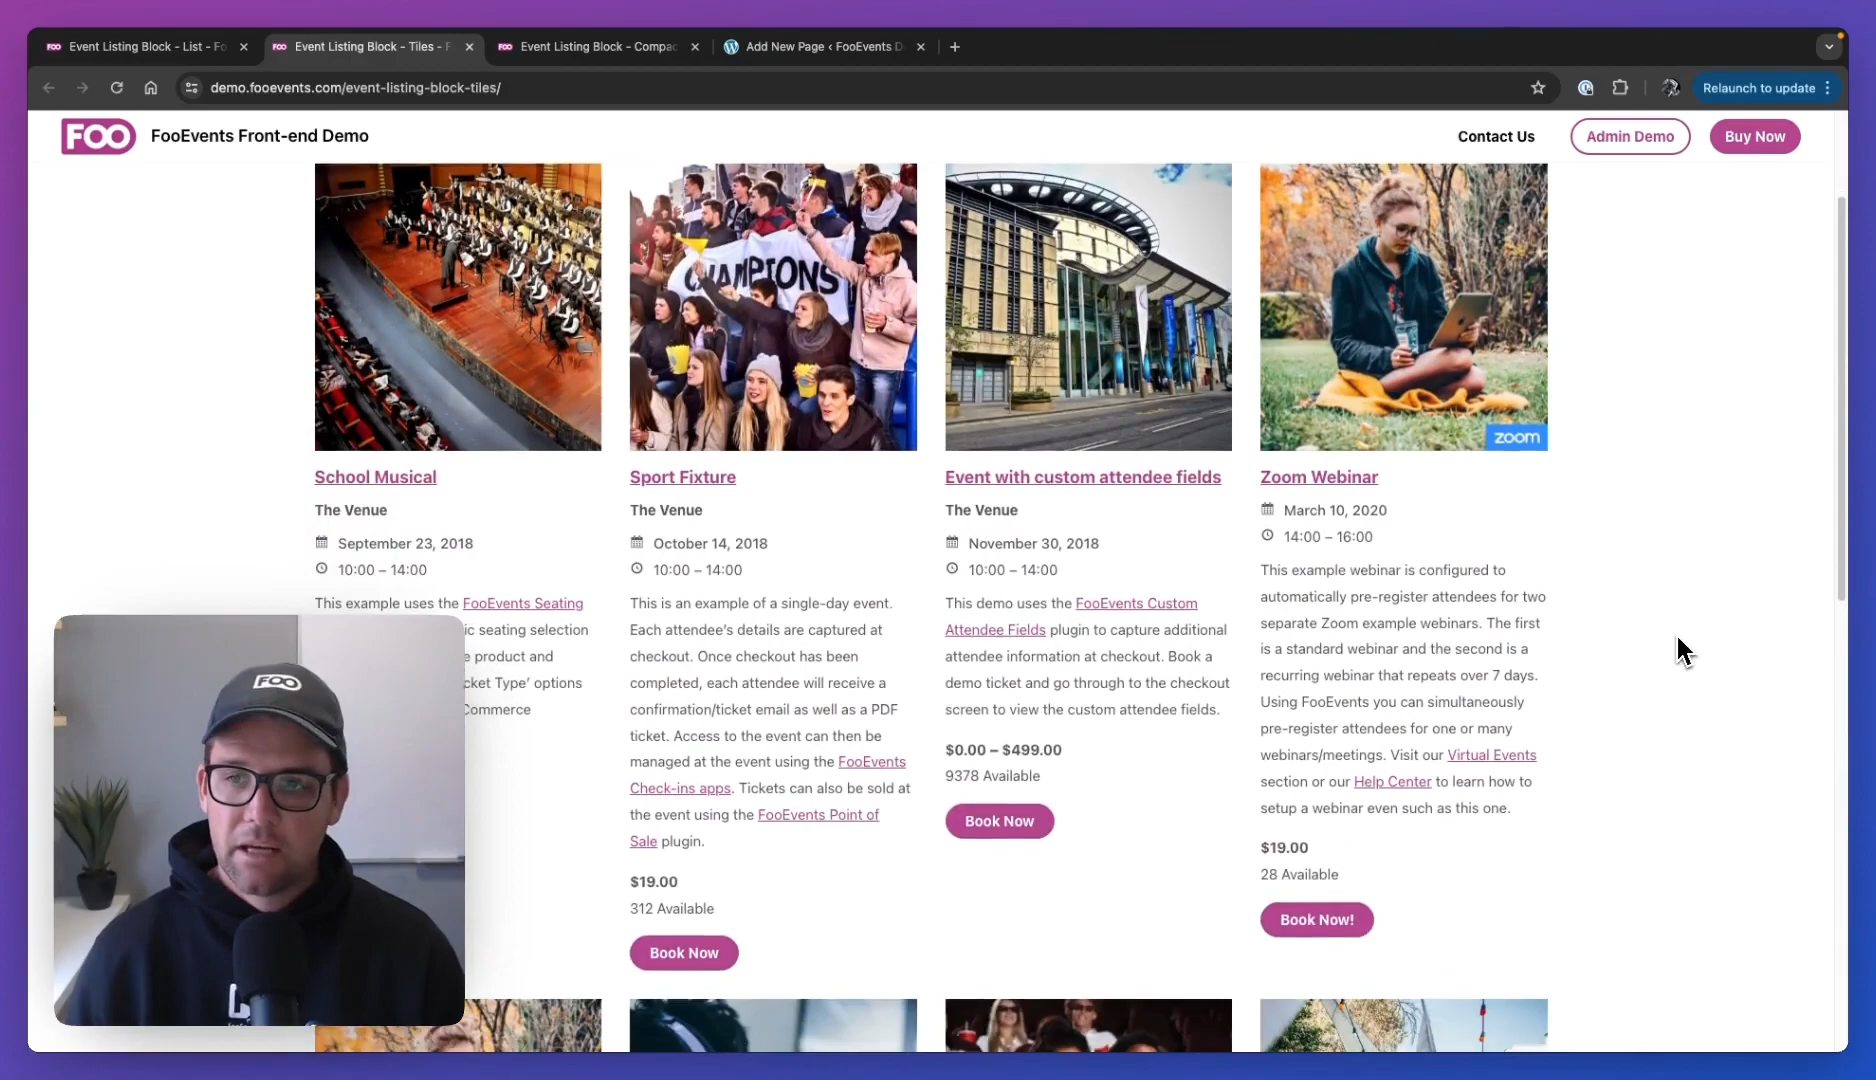 Event Listing Block - List - Fo
Event Listing Block - Tiles - F
Event Listing Block - Compac
Add New Page ‹ FooEvents D
demo.fooevents.com/event-listing-block-tiles/
Relaunch to update
FOO
FooEvents Front-end Demo
Contact Us
Admin Demo
Buy Now
CHAMPIONS
zoom
School Musical
The Venue
September 23, 2018
10:00 – 14:00
This example uses the FooEvents Seating
ic seating selection
e product and
cket Type' options
Commerce
Sport Fixture
The Venue
October 14, 2018
10:00 – 14:00
This is an example of a single-day event.
Each attendee's details are captured at
checkout. Once checkout has been
completed, each attendee will receive a
confirmation/ticket email as well as a PDF
ticket. Access to the event can then be
managed at the event using the FooEvents
Check-ins apps. Tickets can also be sold at
the event using the FooEvents Point of
Sale plugin.
$19.00
312 Available
Book Now
Event with custom attendee fields
The Venue
November 30, 2018
10:00 – 14:00
This demo uses the FooEvents Custom
Attendee Fields plugin to capture additional
attendee information at checkout. Book a
demo ticket and go through to the checkout
screen to view the custom attendee fields.
$0.00 – $499.00
9378 Available
Book Now
Zoom Webinar
March 10, 2020
14:00 – 16:00
This example webinar is configured to
automatically pre-register attendees for two
separate Zoom example webinars. The first
is a standard webinar and the second is a
recurring webinar that repeats over 7 days.
Using FooEvents you can simultaneously
pre-register attendees for one or many
webinars/meetings. Visit our Virtual Events
section or our Help Center to learn how to
setup a webinar even such as this one.
$19.00
28 Available
Book Now!
FOO